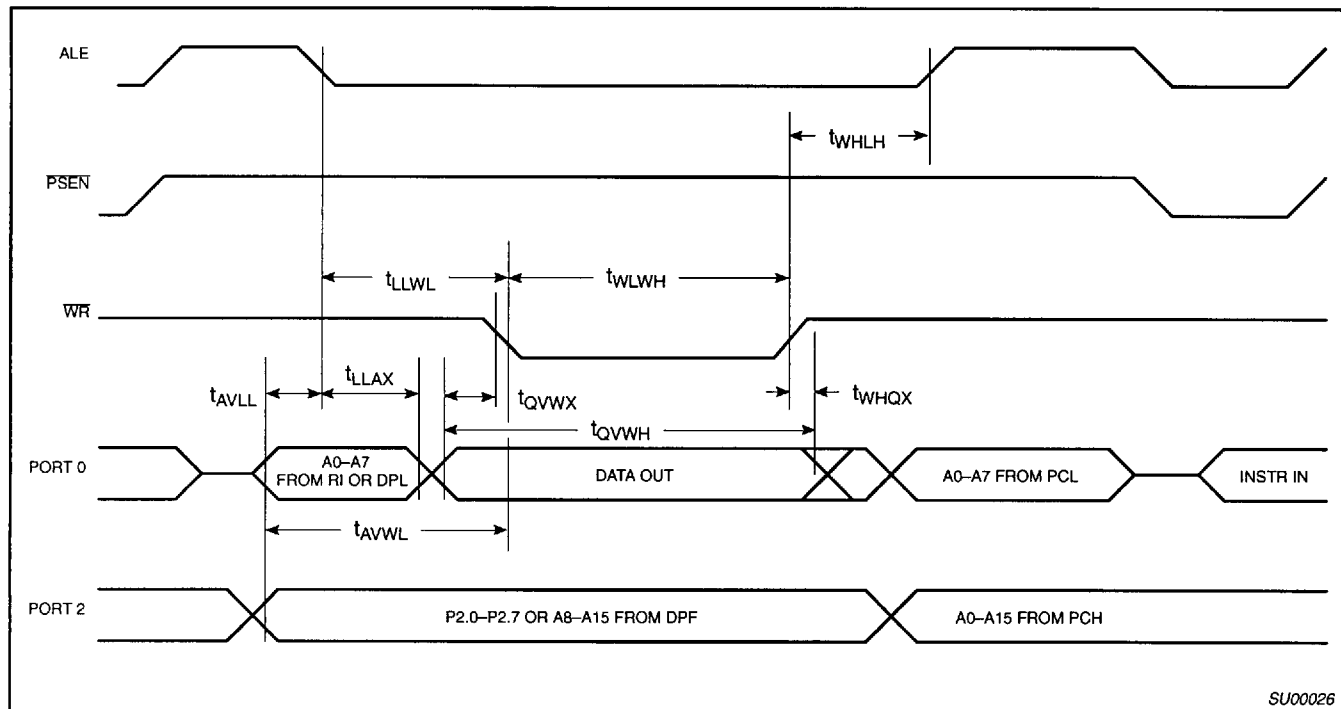 ALE
tWHLH
PSEN
tLLWL
tWLWH
WR
tAVLL
tLLAX
tQVWX
tWHQX
tQVWH
PORT 0
A0–A7
FROM RI OR DPL
DATA OUT
A0–A7 FROM PCL
INSTR IN
tAVWL
PORT 2
P2.0–P2.7 OR A8–A15 FROM DPF
A0–A15 FROM PCH
SU00026